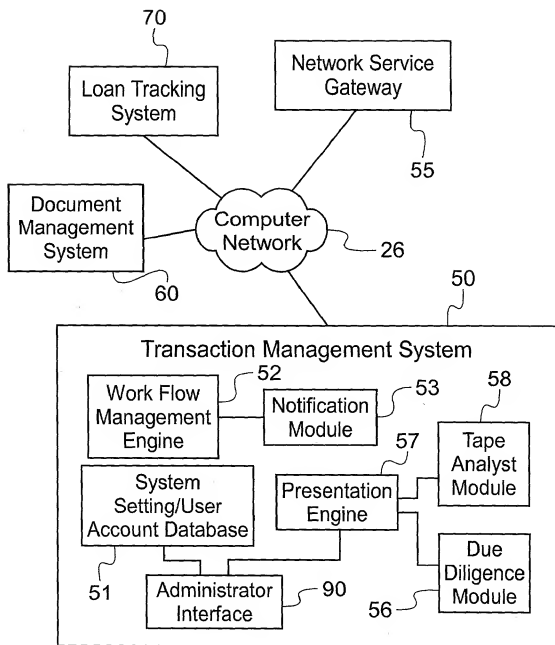 70
Loan Tracking
System
Network Service
Gateway
55
Document
Management
System
60
Computer
Network
26
50
Transaction Management System
52
Work Flow
Management
Engine
53
Notification
Module
58
Tape
Analyst
Module
System
Setting/User
Account Database
51
57
Presentation
Engine
Due
Diligence
Module
56
Administrator
Interface
90